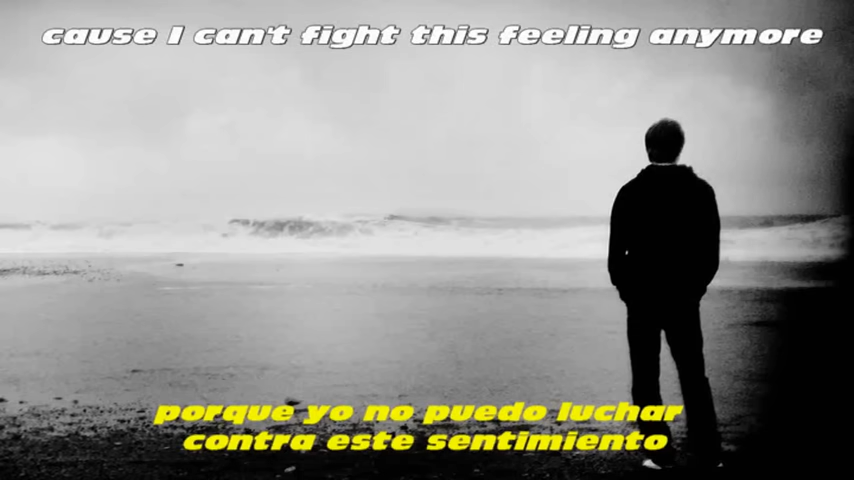 cause I can't fight this feeling anymore
porque yo no puedo luchar
contra este sentimiento